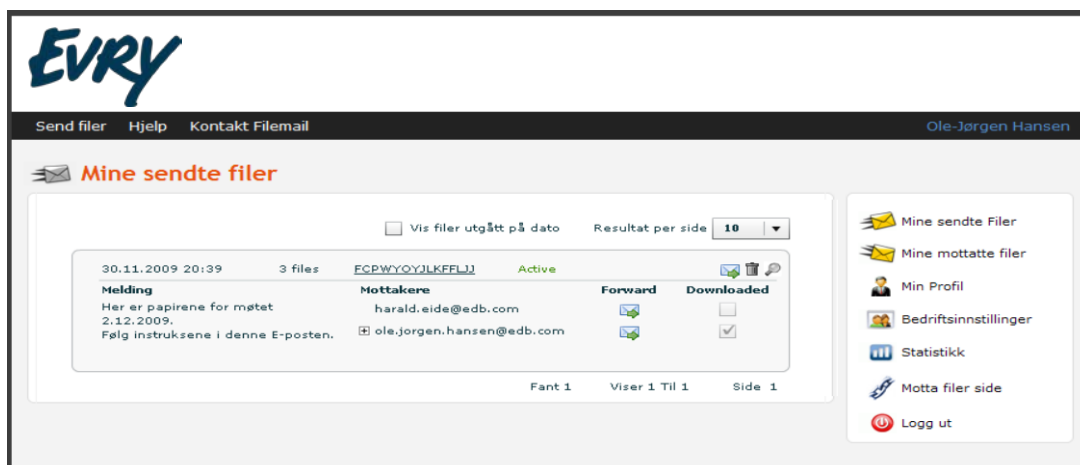 EVRY
Send filer Hjelp Kontakt Filemail Ole-Jørgen Hansen
Mine sendte filer
Vis filer utgått på dato Resultat per side 10
30.11.2009 20:39 3 files FCPWYOYJLKFFLJJ Active
Melding Mottakere Forward Downloaded
Her er papirene for møtet harald.eide@edb.com
2.12.2009.
Følg instruksene i denne E-posten. ole.jorgen.hansen@edb.com
Fant 1 Viser 1 Til 1 Side 1
Mine sendte Filer
Mine mottatte filer
Min Profil
Bedriftsinnstillinger
Statistikk
Motta filer side
Logg ut